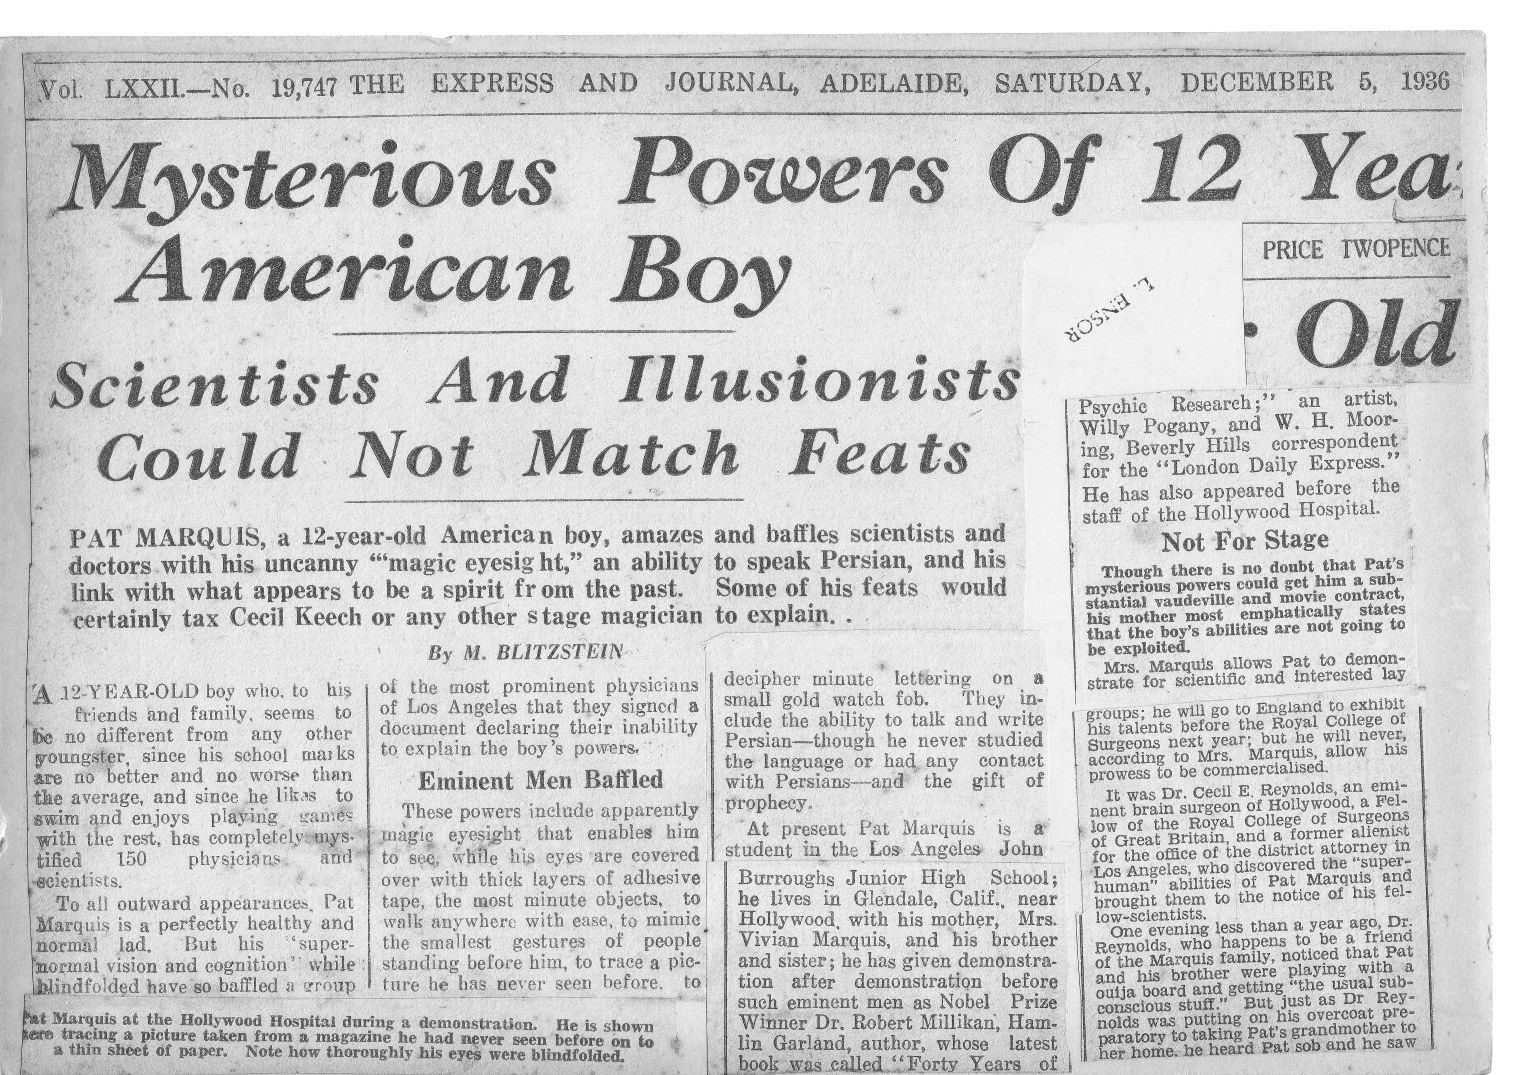 Vol. LXXII.—No. 19,747 THE EXPRESS AND JOURNAL, ADELAIDE, SATURDAY, DECEMBER 5, 1936
Mysterious Powers Of 12 Yea
American Boy
PRICE TWOPENCE
Old
L. ENSOR
Scientists And Illusionists
Could Not Match Feats
PAT MARQUIS, a 12-year-old American boy, amazes and baffles scientists and
doctors with his uncanny "'magic eyesight," an ability to speak Persian, and his
link with what appears to be a spirit from the past. Some of his feats would
certainly tax Cecil Keech or any other stage magician to explain. .
By M. BLITZSTEIN
A 12-YEAR-OLD boy who, to his
friends and family, seems to
be no different from any other
youngster, since his school marks
are no better and no worse than
the average, and since he likes to
swim and enjoys playing games
with the rest, has completely mys-
tified 150 physicians and
scientists.
To all outward appearances, Pat
Marquis is a perfectly healthy and
normal lad. But his "super-
normal vision and cognition" while
blindfolded have so baffled a group
of the most prominent physicians
of Los Angeles that they signed a
document declaring their inability
to explain the boy's powers.
Eminent Men Baffled
These powers include apparently
magic eyesight that enables him
to see, while his eyes are covered
over with thick layers of adhesive
tape, the most minute objects, to
walk anywhere with ease, to mimic
the smallest gestures of people
standing before him, to trace a pic-
ture he has never seen before, to
decipher minute lettering on a
small gold watch fob. They in-
clude the ability to talk and write
Persian—though he never studied
the language or had any contact
with Persians—and the gift of
prophecy.
At present Pat Marquis is a
student in the Los Angeles John
Burroughs Junior High School;
he lives in Glendale, Calif., near
Hollywood, with his mother, Mrs.
Vivian Marquis, and his brother
and sister; he has given demonstra-
tion after demonstration before
such eminent men as Nobel Prize
Winner Dr. Robert Millikan, Ham-
lin Garland, author, whose latest
book was called "Forty Years of
Psychic Research;" an artist,
Willy Pogany, and W. H. Moor-
ing, Beverly Hills correspondent
for the "London Daily Express."
He has also appeared before the
staff of the Hollywood Hospital.
Not For Stage
Though there is no doubt that Pat's
mysterious powers could get him a sub-
stantial vaudeville and movie contract,
his mother most emphatically states
that the boy's abilities are not going to
be exploited.
Mrs. Marquis allows Pat to demon-
strate for scientific and interested lay
groups; he will go to England to exhibit
his talents before the Royal College of
Surgeons next year; but he will never,
according to Mrs. Marquis, allow his
prowess to be commercialised.
It was Dr. Cecil E. Reynolds, an emi-
nent brain surgeon of Hollywood, a Fel-
low of the Royal College of Surgeons
of Great Britain, and a former alienist
for the office of the district attorney in
Los Angeles, who discovered the "super-
human" abilities of Pat Marquis and
brought them to the notice of his fel-
low-scientists.
One evening less than a year ago, Dr.
Reynolds, who happens to be a friend
of the Marquis family, noticed that Pat
and his brother were playing with a
ouija board and getting "the usual sub-
conscious stuff." But just as Dr Rey-
nolds was putting on his overcoat pre-
paratory to taking Pat's grandmother to
her home, he heard Pat sob and he saw
Pat Marquis at the Hollywood Hospital during a demonstration. He is shown
here tracing a picture taken from a magazine he had never seen before on to
a thin sheet of paper. Note how thoroughly his eyes were blindfolded.